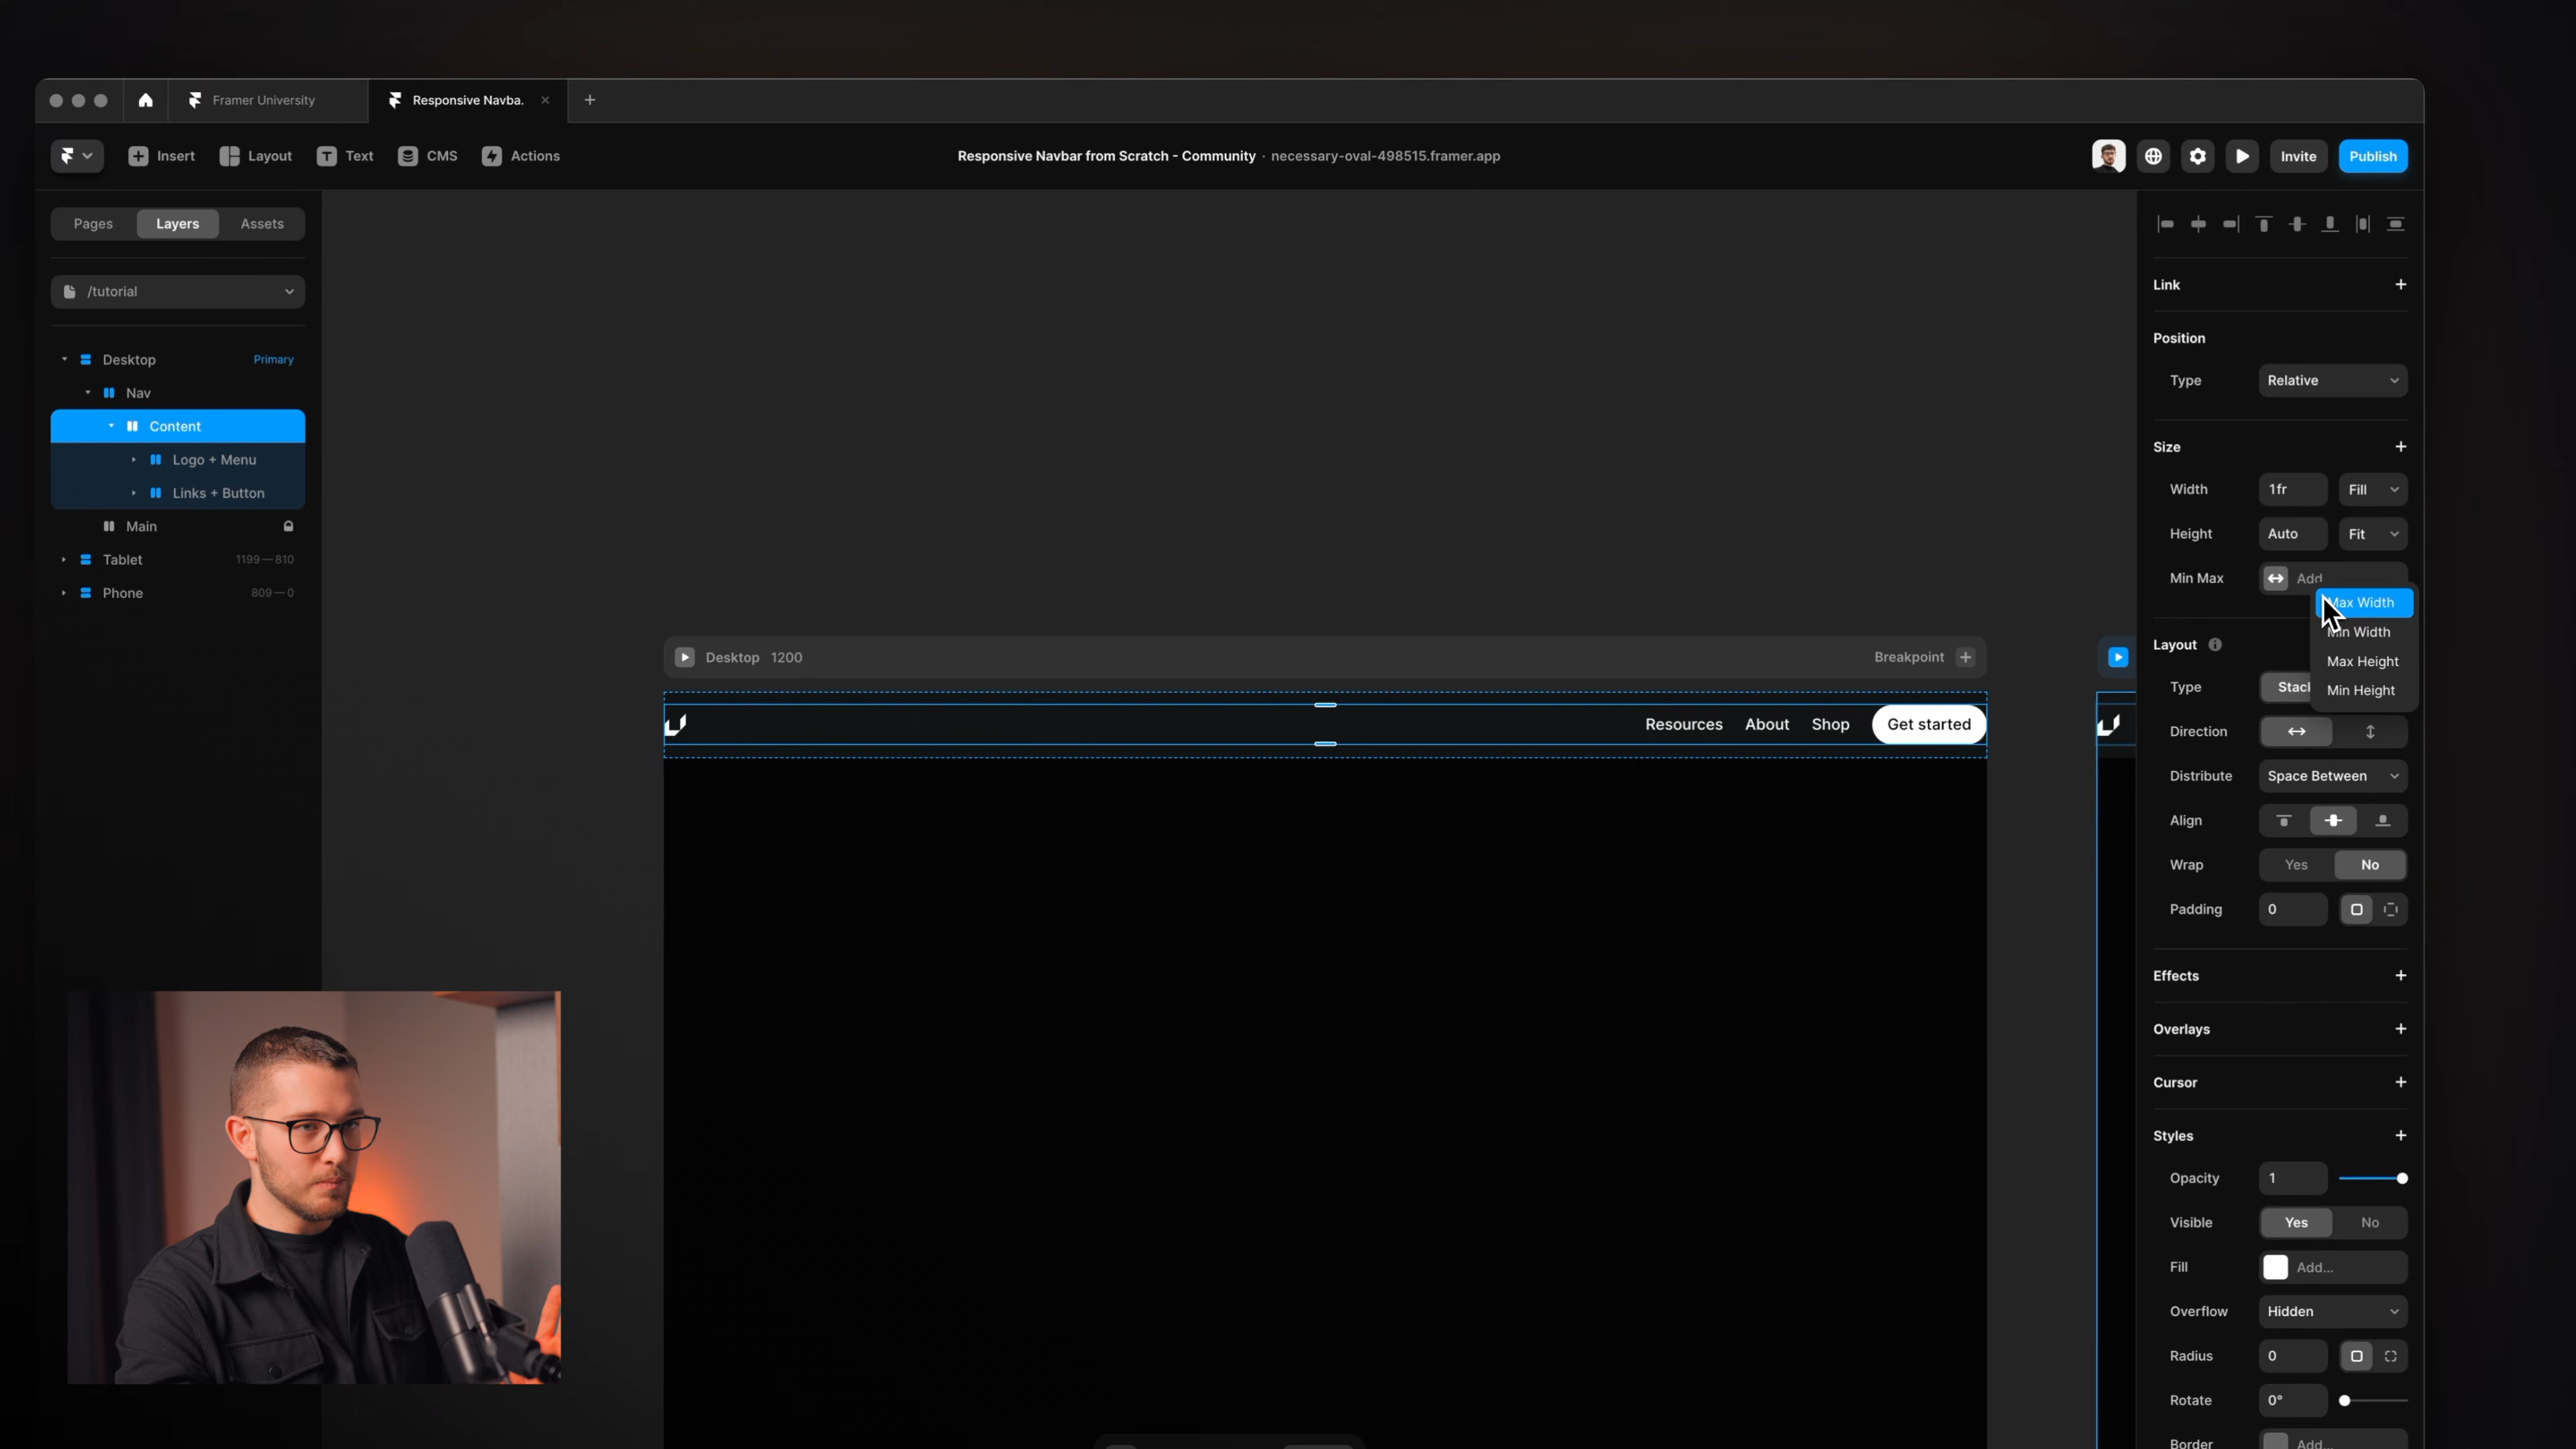 Framer University
Responsive Navba.
Insert
Layout
Text
CMS
Actions
Responsive Navbar from Scratch - Community · necessary-oval-498515.framer.app
Invite
Publish
Pages
Layers
Assets
/tutorial
Desktop
Primary
Nav
Content
Logo + Menu
Links + Button
Main
Tablet
1199 — 810
Phone
809 — 0
Desktop 1200
Breakpoint
Resources
About
Shop
Get started
Link
Position
Type
Relative
Size
Width
1fr
Fill
Height
Auto
Fit
Min Max
Add
Max Width
Min Width
Max Height
Min Height
Layout
Type
Stack
Direction
Distribute
Space Between
Align
Wrap
Yes
No
Padding
0
Effects
Overlays
Cursor
Styles
Opacity
1
Visible
Yes
No
Fill
Add...
Overflow
Hidden
Radius
0
Rotate
0°
Border
Add...